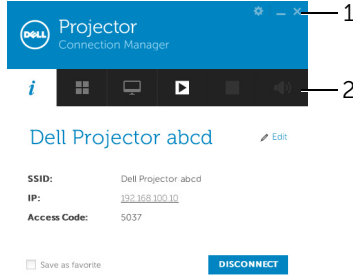 DELL
Projector
Connection Manager
1
i
2
Dell Projector abcd
Edit
SSID: Dell Projector abcd
IP: 192.168.100.10
Access Code: 5037
Save as favorite
DISCONNECT